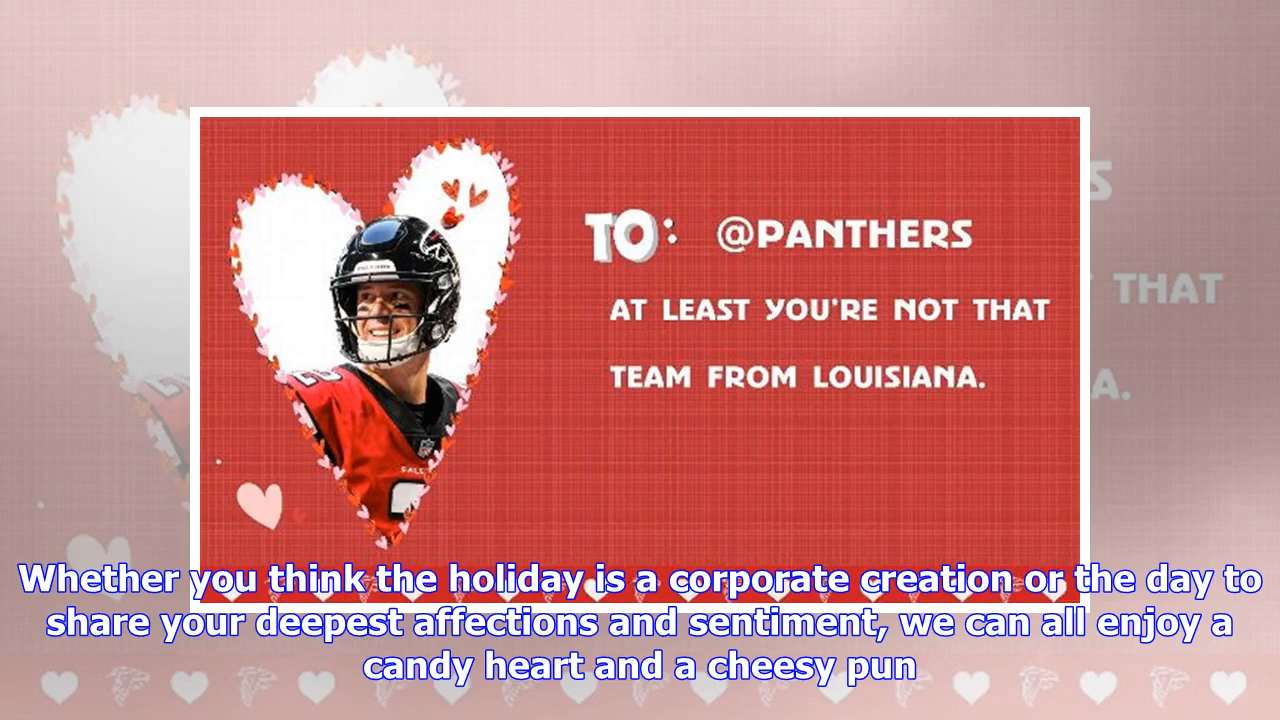 TO: @PANTHERS
AT LEAST YOU'RE NOT THAT
TEAM FROM LOUISIANA.
Whether you think the holiday is a corporate creation or the day to
share your deepest affections and sentiment, we can all enjoy a
candy heart and a cheesy pun